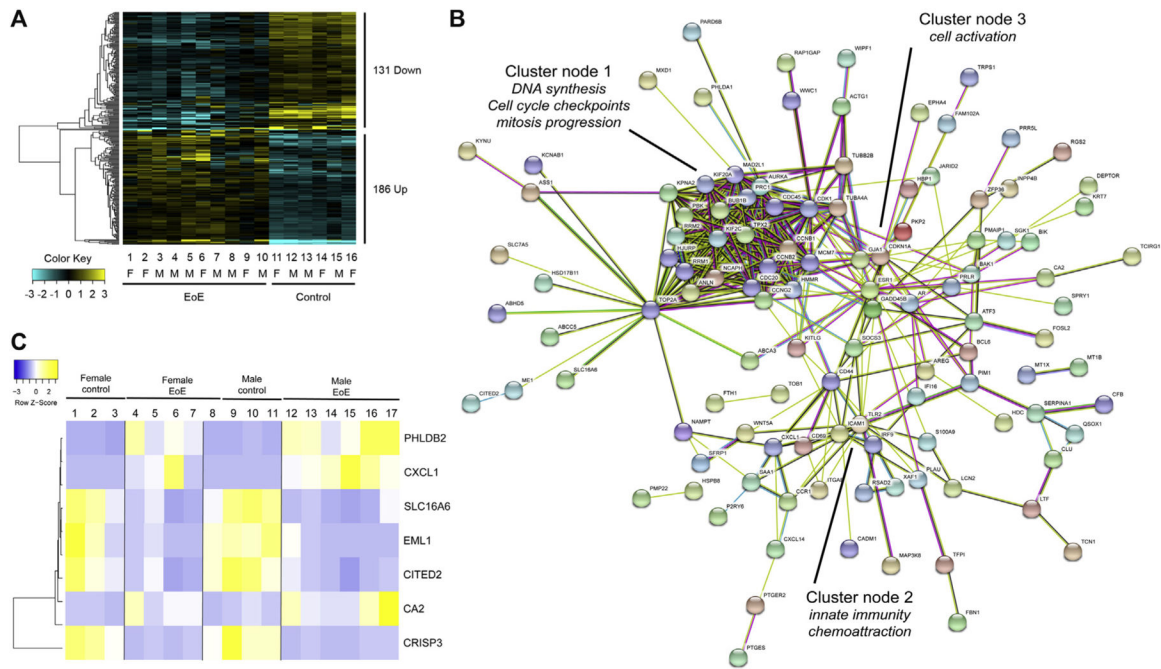 A
131 Down
186 Up
Color Key
-3 -2 -1 0 1 2 3
1 2 3 4 5 6 7 8 9 10 11 12 13 14 15 16
F F M M M F M F M F M F M M F
EoE Control
B
Cluster node 1
DNA synthesis
Cell cycle checkpoints
mitosis progression
Cluster node 3
cell activation
Cluster node 2
innate immunity
chemoattraction
PARD6B
MXD1
PHLDA1
RAP1GAP
WWC1
WIPF1
ACTG1
TRPS1
EPHA4
FAM102A
JARID2
PRR5L
RGS2
INPP4B
ZFP36
DEPTOR
KRT7
HBP1
PKP2
PMAIP1
SGK1
BIK
BAK1
TCIRG1
CA2
KYNU
KCNAB1
ASS1
KPNA2
KIF20A
MAD2L1
AURKA
PRC1
TUBB2B
CDC45
CDK1
TUBA4A
PBK
BUB1B
RRM2
TPX2
KIF2C
CCNB1
HJURP
CCNB2
MCM7
GJA1
CDKN1A
RRM1
NCAPH
CDC20
HMMR
ANLN
CCNG2
ESR1
AR
PRLR
GADD45B
SPRY1
ATF3
FOSL2
SLC7A5
HSD17B11
TOP2A
ABHD5
ABCC5
SLC16A6
ME1
CITED2
ABCA3
KITLG
SOCS3
AREG
BCL6
PIM1
MT1X
MT1B
CD44
IFI16
FTH1
TOB1
TLR2
HDC
SERPINA1
CFB
QSOX1
NAMPT
WNT5A
ICAM1
IRF9
S100A9
SFRP1
CXCL1
CD69
CLU
SAA1
PLAU
PMP22
HSPB8
CCR1
RSAD2
XAF1
LCN2
LTF
P2RY6
CXCL14
CADM1
MAP3K8
TFPI
TCN1
PTGER2
FBN1
PTGES
C
-3 0 2
Row Z-Score
Female control Female EoE Male control Male EoE
1 2 3 4 5 6 7 8 9 10 11 12 13 14 15 16 17
PHLDB2
CXCL1
SLC16A6
EML1
CITED2
CA2
CRISP3